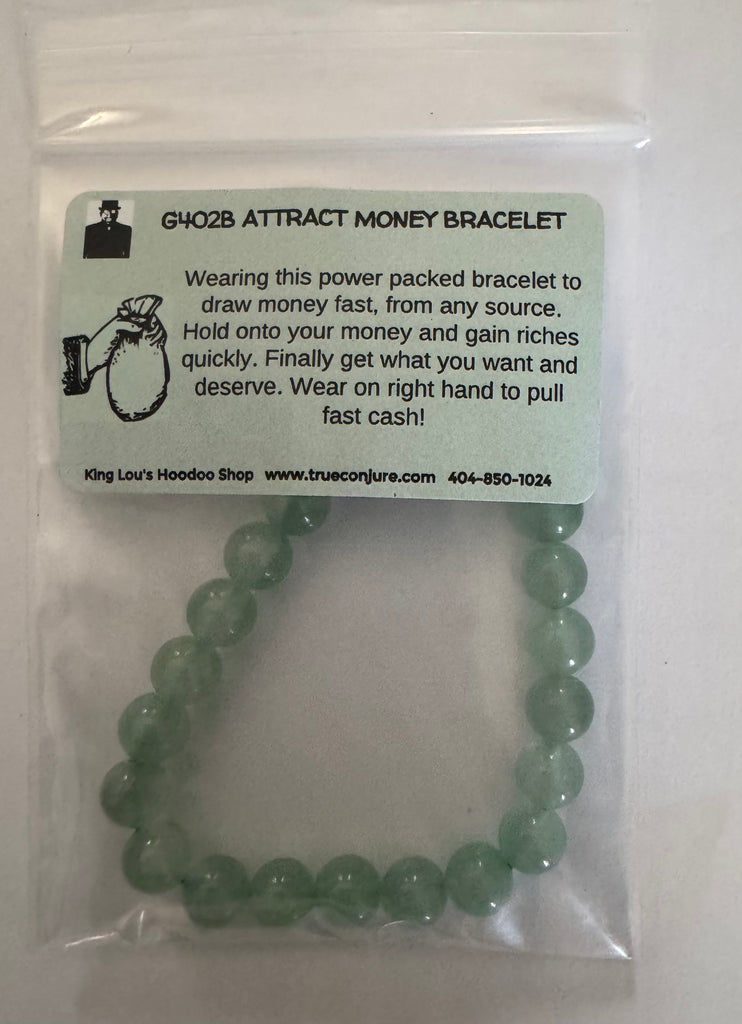 G402B ATTRACT MONEY BRACELET
Wearing this power packed bracelet to
draw money fast, from any source.
Hold onto your money and gain riches
quickly. Finally get what you want and
deserve. Wear on right hand to pull
fast cash!
King Lou's Hoodoo Shop www.trueconjure.com 404-850-1024